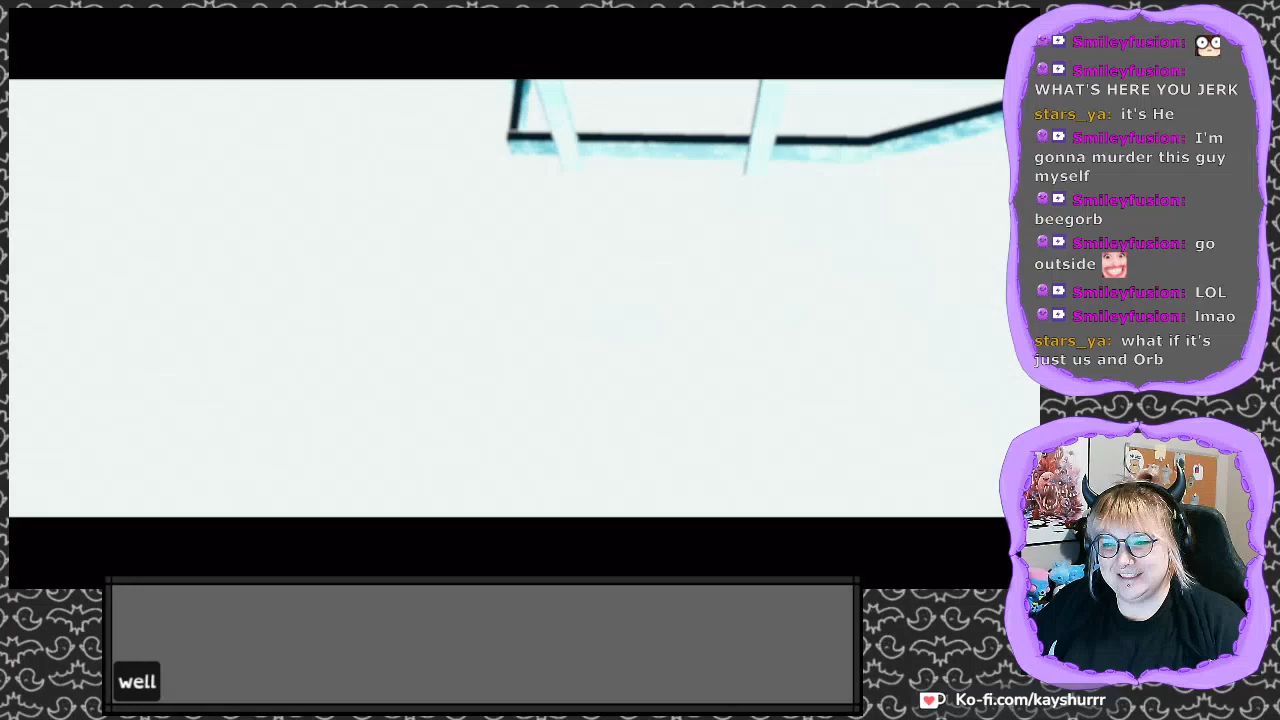 Smileyfusion:
Smileyfusion:
WHAT'S HERE YOU JERK
stars_ya: it's He
Smileyfusion: I'm
gonna murder this guy
myself
Smileyfusion:
beegorb
Smileyfusion: go
outside
Smileyfusion: LOL
Smileyfusion: lmao
stars_ya: what if it's
just us and Orb
well
Ko-fi.com/kayshurrr